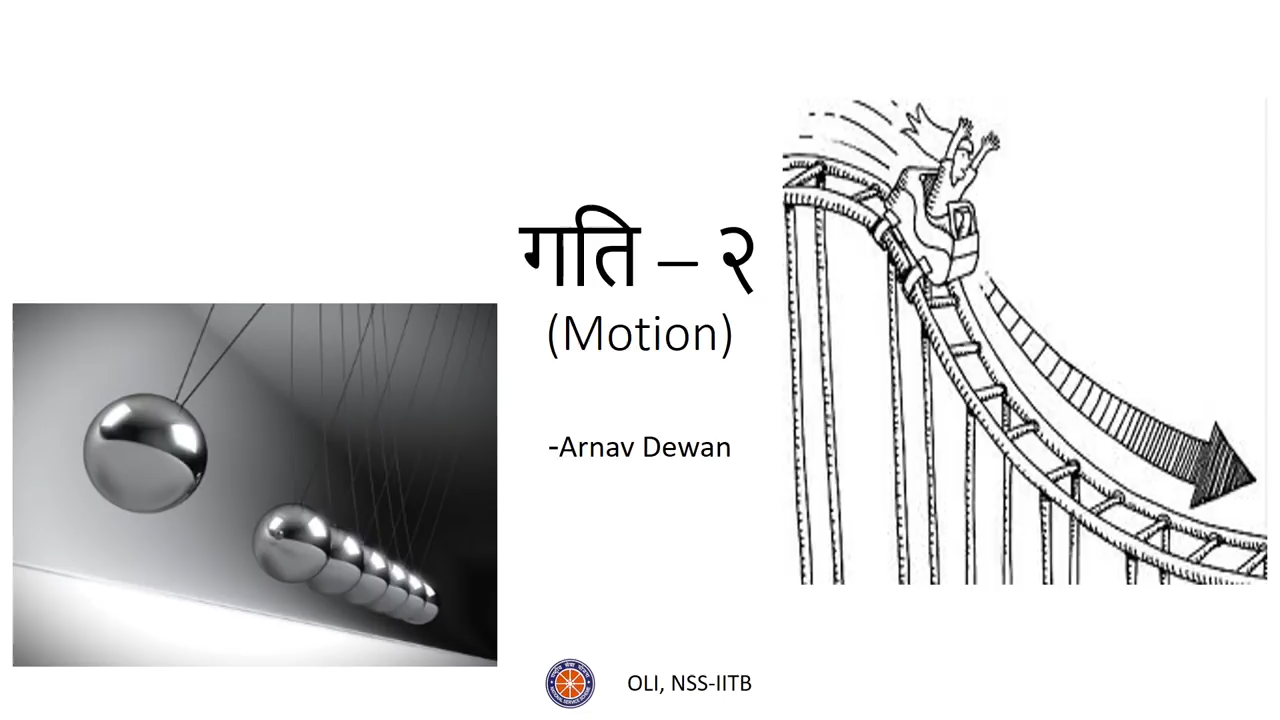 गति – २
(Motion)
-Arnav Dewan
OLI, NSS-IITB